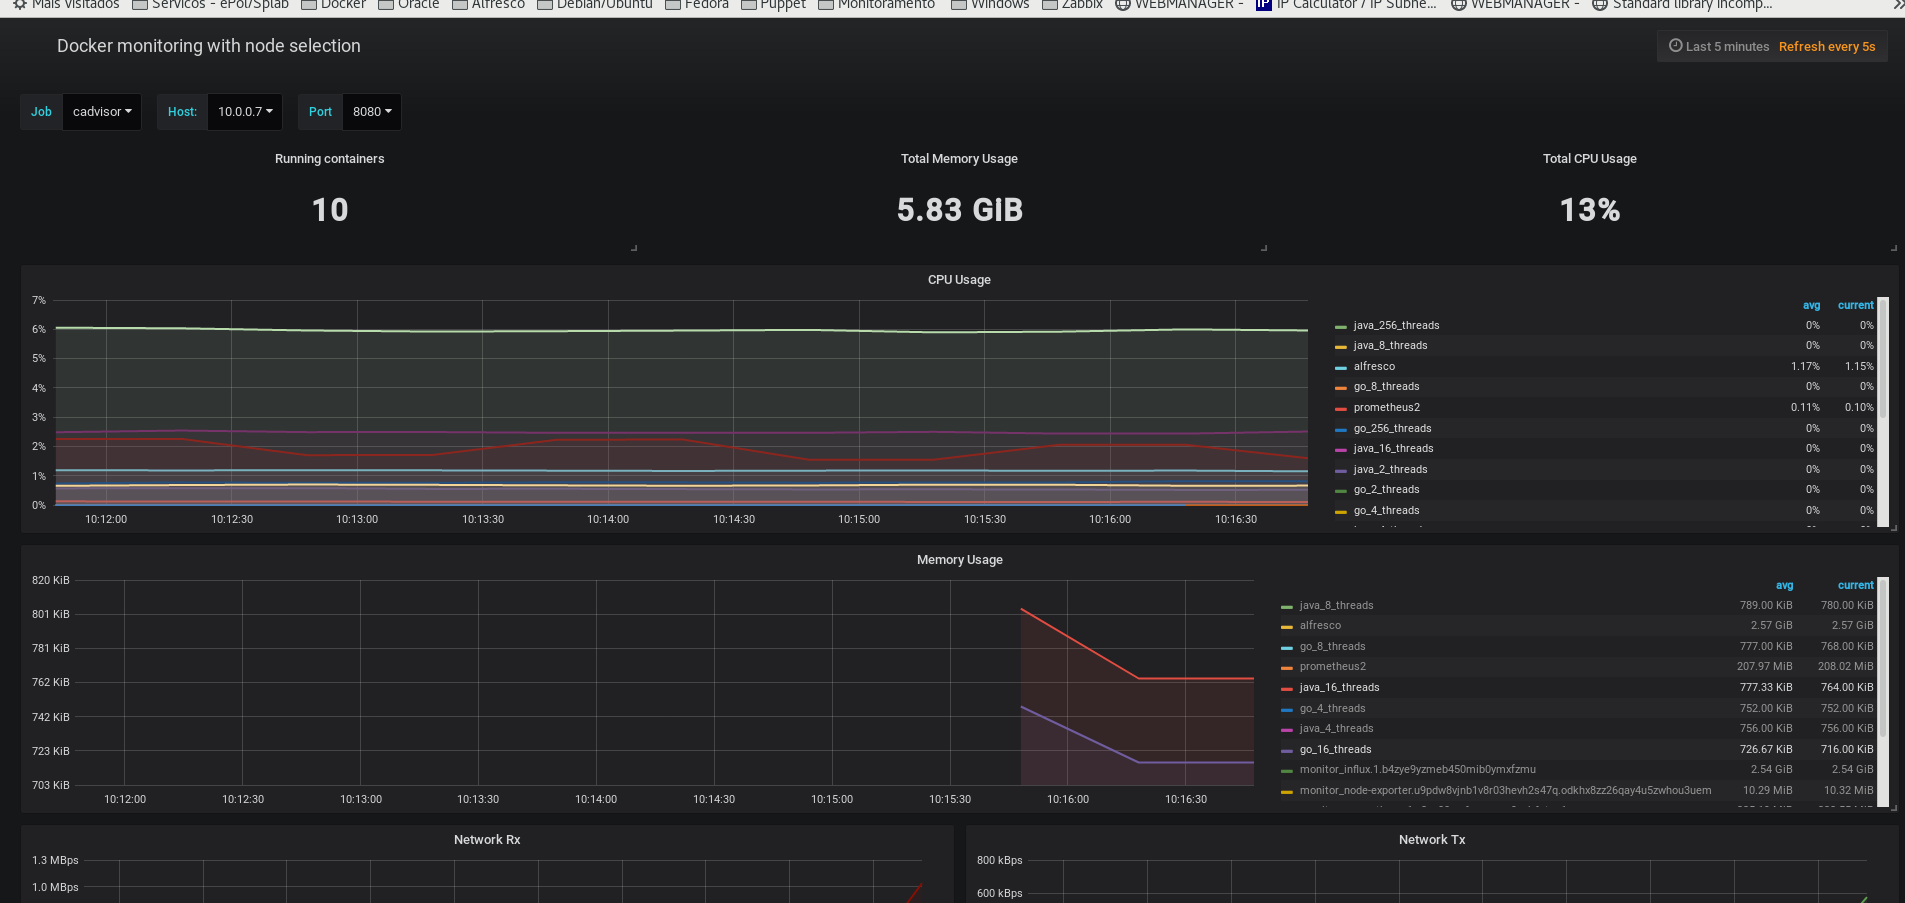 Mais visitados Serviços - ePol/Splab Docker Oracle Alfresco Debian/Ubuntu Fedora Puppet Monitoramento Windows Zabbix WEBMANAGER - IP IP Calculator / IP Subne... WEBMANAGER - Standard library incomp...
Docker monitoring with node selection
Last 5 minutes Refresh every 5s
Job cadvisor Host: 10.0.0.7 Port 8080
Running containers
10
Total Memory Usage
5.83 GiB
Total CPU Usage
13%
CPU Usage
7%
6%
5%
4%
3%
2%
1%
0%
10:12:00 10:12:30 10:13:00 10:13:30 10:14:00 10:14:30 10:15:00 10:15:30 10:16:00 10:16:30
avg current
java_256_threads 0% 0%
java_8_threads 0% 0%
alfresco 1.17% 1.15%
go_8_threads 0% 0%
prometheus2 0.11% 0.10%
go_256_threads 0% 0%
java_16_threads 0% 0%
java_2_threads 0% 0%
go_2_threads 0% 0%
go_4_threads 0% 0%
Memory Usage
820 KiB
801 KiB
781 KiB
762 KiB
742 KiB
723 KiB
703 KiB
10:12:00 10:12:30 10:13:00 10:13:30 10:14:00 10:14:30 10:15:00 10:15:30 10:16:00 10:16:30
avg current
java_8_threads 789.00 KiB 780.00 KiB
alfresco 2.57 GiB 2.57 GiB
go_8_threads 777.00 KiB 768.00 KiB
prometheus2 207.97 MiB 208.02 MiB
java_16_threads 777.33 KiB 764.00 KiB
go_4_threads 752.00 KiB 752.00 KiB
java_4_threads 756.00 KiB 756.00 KiB
go_16_threads 726.67 KiB 716.00 KiB
monitor_influx.1.b4zye9yzmeb450mib0ymxfzmu 2.54 GiB 2.54 GiB
monitor_node-exporter.u9pdw8vjnb1v8r03hevh2s47q.odkhx8zz26qay4u5zwhou3uem 10.29 MiB 10.32 MiB
Network Rx
1.3 MBps
1.0 MBps
Network Tx
800 kBps
600 kBps